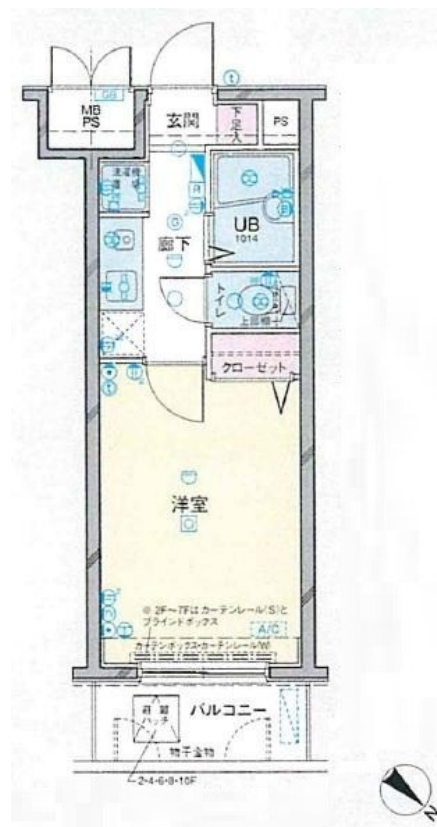 MB
PS
玄関
下足入
PS
洗濯機
置場
UB
1014
廊下
トイレ
上部棚
クローゼット
洋室
※ 2F~7Fはカーテンレール(S)と
ブラインドボックス
A/C
カーテンボックス・カーテンレール(W)
避難
ハッチ
バルコニー
物干金物
2・4・6・8・10F
N